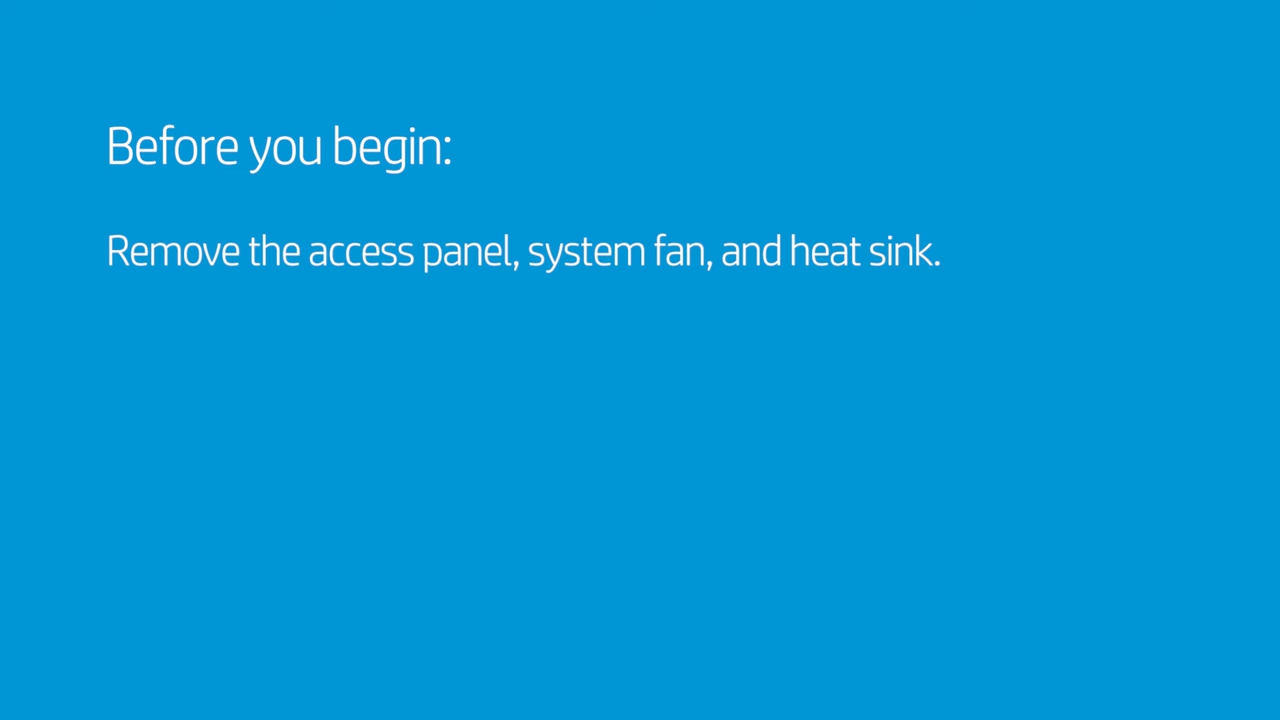 Before you begin:
Remove the access panel, system fan, and heat sink.